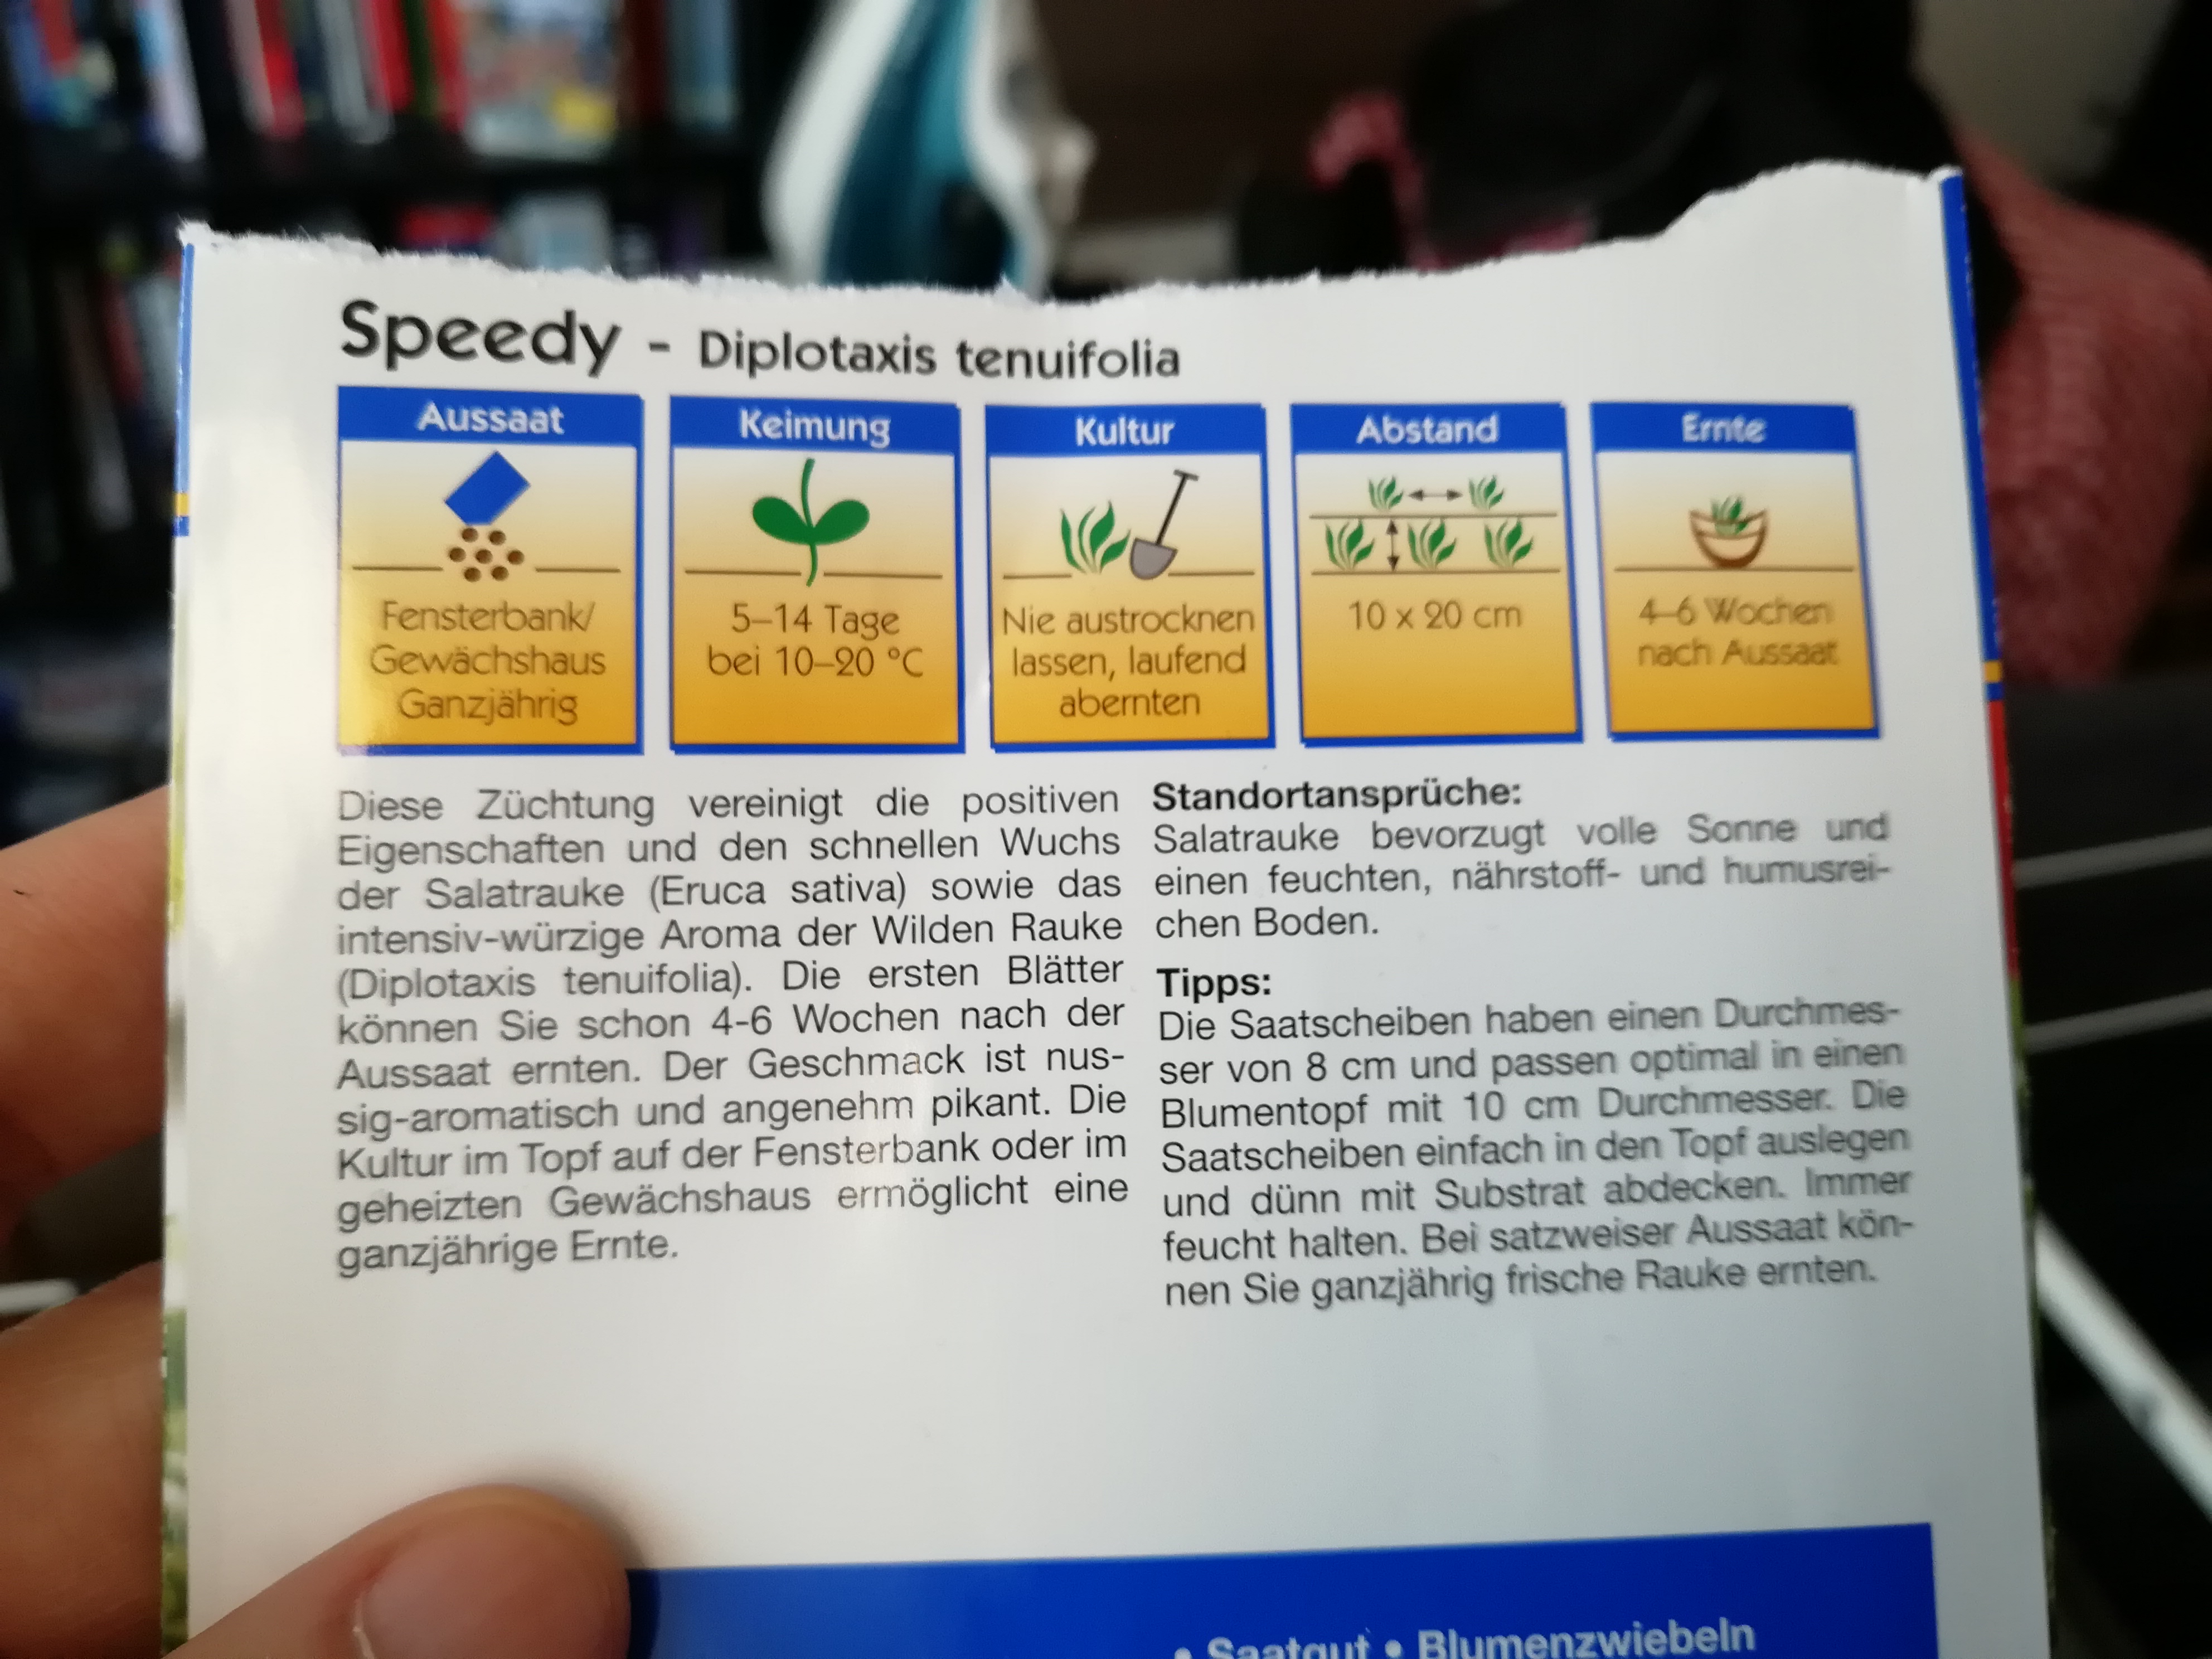 Speedy - Diplotaxis tenuifolia
Aussaat
Fensterbank/
Gewächshaus
Ganzjährig
Keimung
5–14 Tage
bei 10–20 °C
Kultur
Nie austrocknen
lassen, laufend
abernten
Abstand
10 x 20 cm
Ernte
4–6 Wochen
nach Aussaat
Diese Züchtung vereinigt die positiven
Eigenschaften und den schnellen Wuchs
der Salatrauke (Eruca sativa) sowie das
intensiv-würzige Aroma der Wilden Rauke
(Diplotaxis tenuifolia). Die ersten Blätter
können Sie schon 4-6 Wochen nach der
Aussaat ernten. Der Geschmack ist nus-
sig-aromatisch und angenehm pikant. Die
Kultur im Topf auf der Fensterbank oder im
geheizten Gewächshaus ermöglicht eine
ganzjährige Ernte.
Standortansprüche:
Salatrauke bevorzugt volle Sonne und
einen feuchten, nährstoff- und humusrei-
chen Boden.
Tipps:
Die Saatscheiben haben einen Durchmes-
ser von 8 cm und passen optimal in einen
Blumentopf mit 10 cm Durchmesser. Die
Saatscheiben einfach in den Topf auslegen
und dünn mit Substrat abdecken. Immer
feucht halten. Bei satzweiser Aussaat kön-
nen Sie ganzjährig frische Rauke ernten.
• Saatgut • Blumenzwiebeln